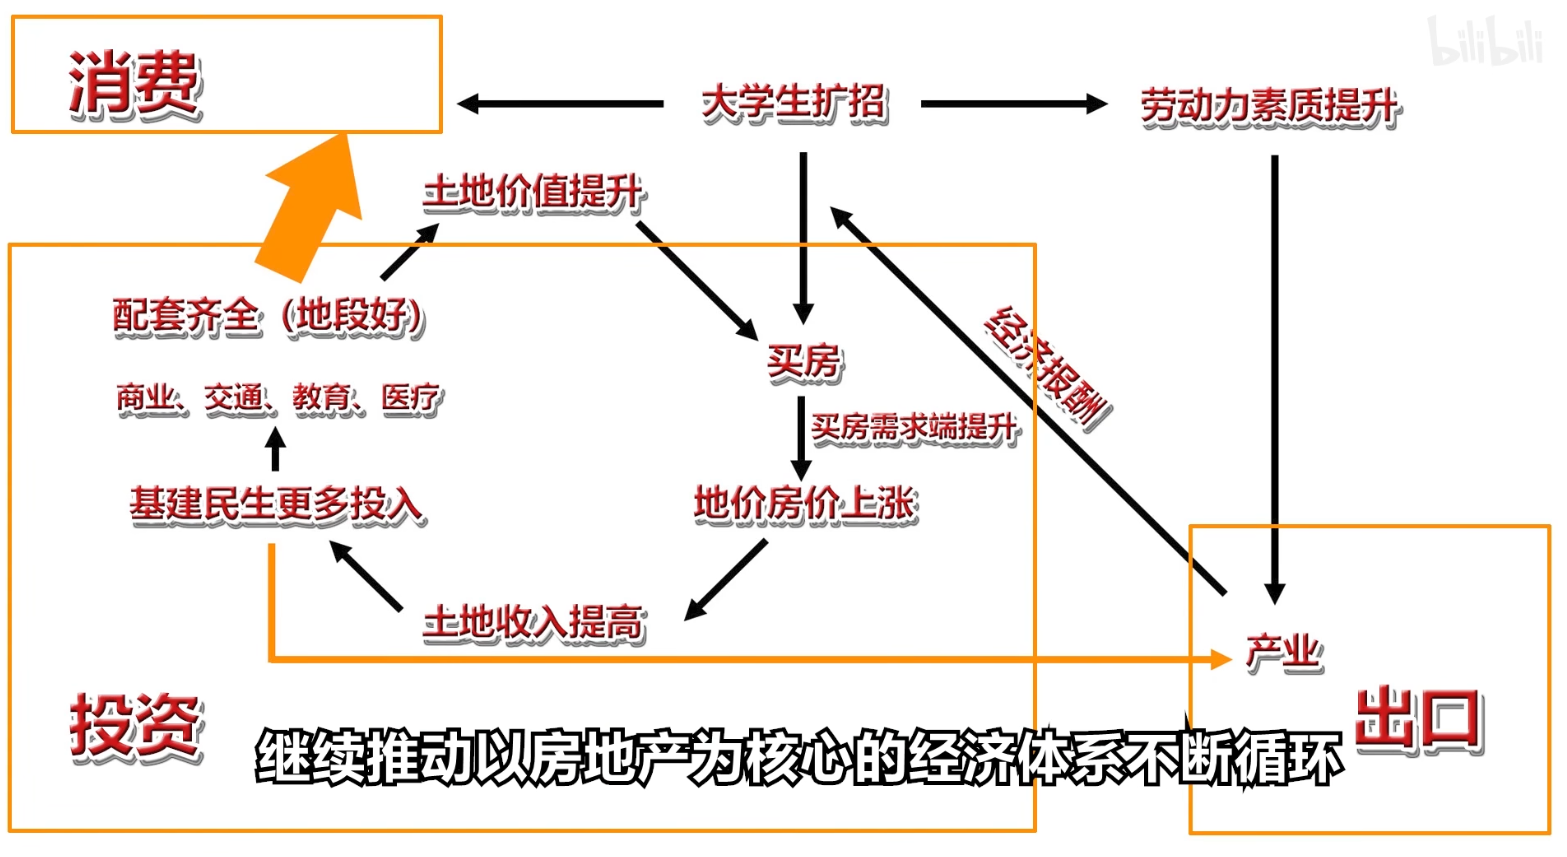 bilibili
消费
大学生扩招
劳动力素质提升
土地价值提升
配套齐全（地段好）
商业、交通、教育、医疗
买房
经济报酬
买房需求端提升
基建民生更多投入
地价房价上涨
土地收入提高
产业
投资
出口
继续推动以房地产为核心的经济体系不断循环